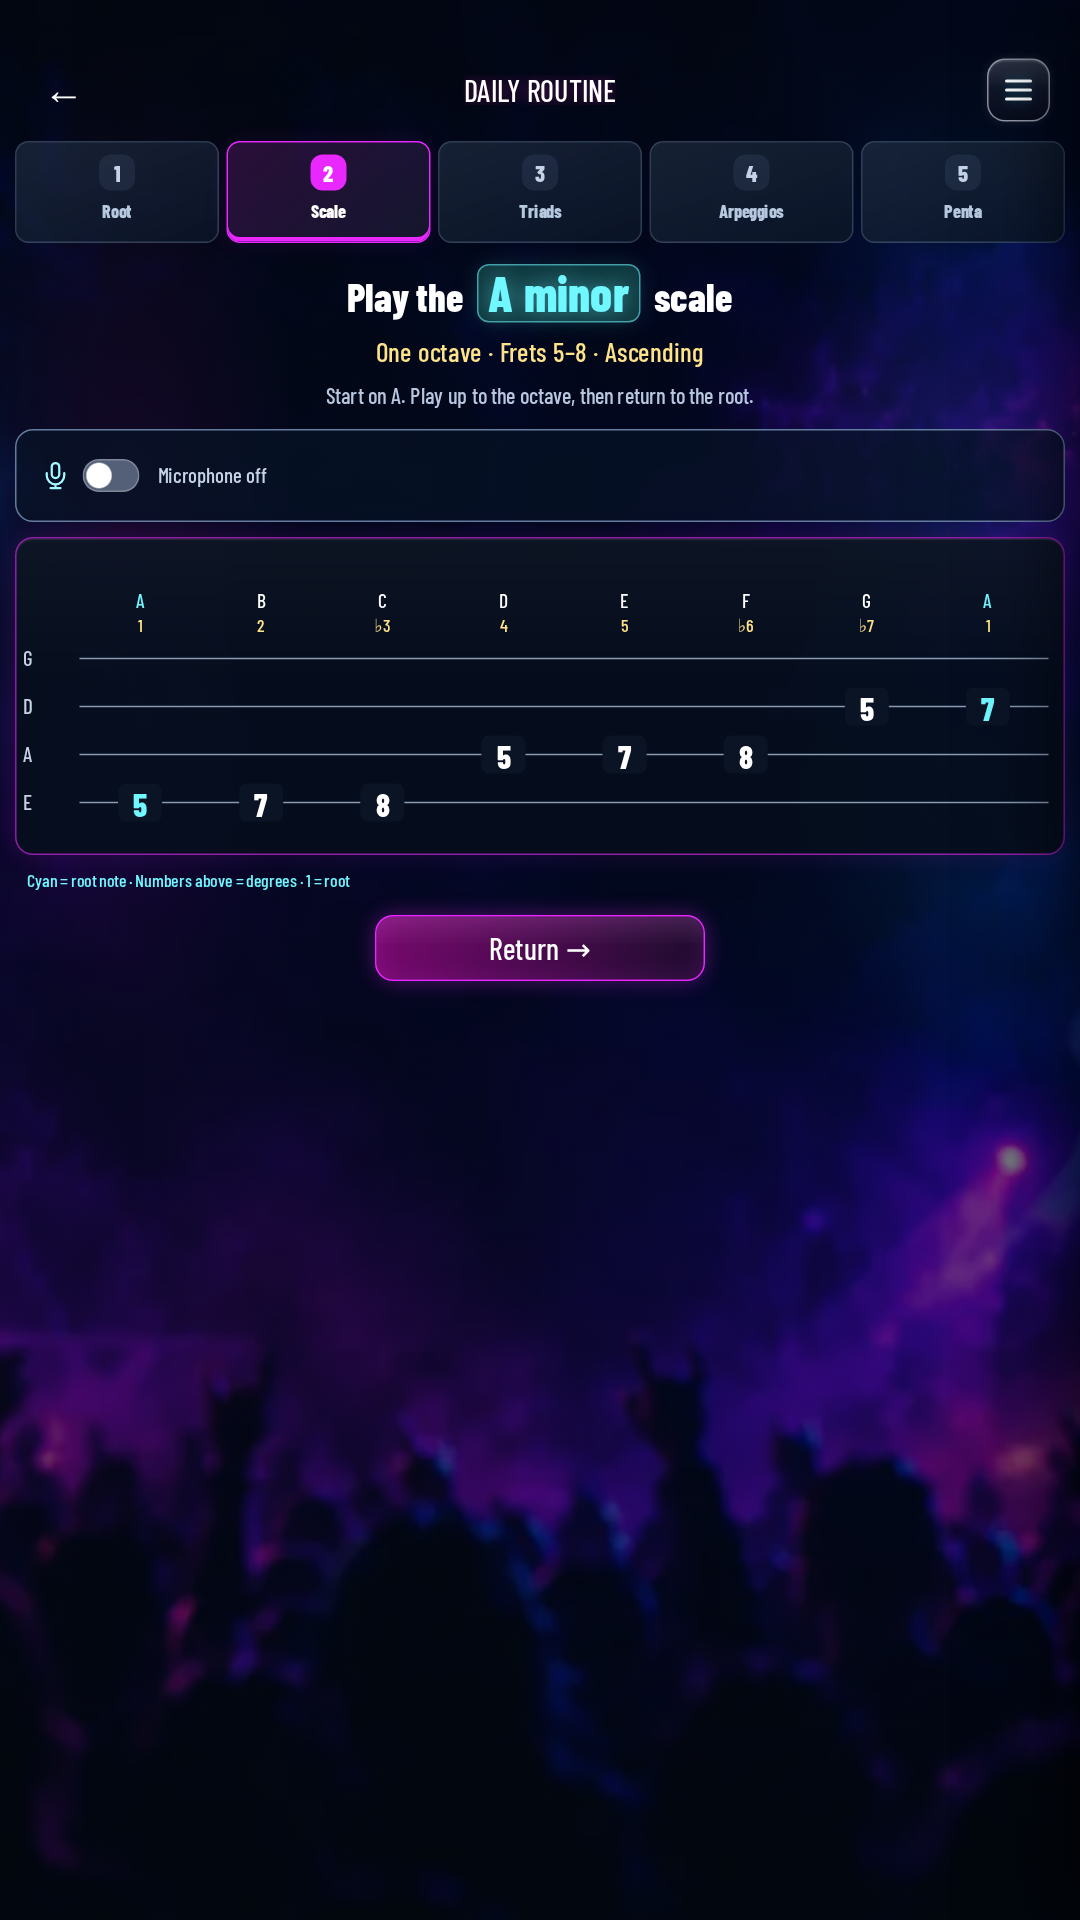 ← DAILY ROUTINE
1 2 3 4 5
Root Scale Triads Arpeggios Penta
Play the A minor scale
One octave · Frets 5–8 · Ascending
Start on A. Play up to the octave, then return to the root.
Microphone off
A B C D E F G A
1 2 ♭3 4 5 ♭6 ♭7 1
G
D 5 7
A 5 7 8
E 5 7 8
Cyan = root note · Numbers above = degrees · 1 = root
Return →